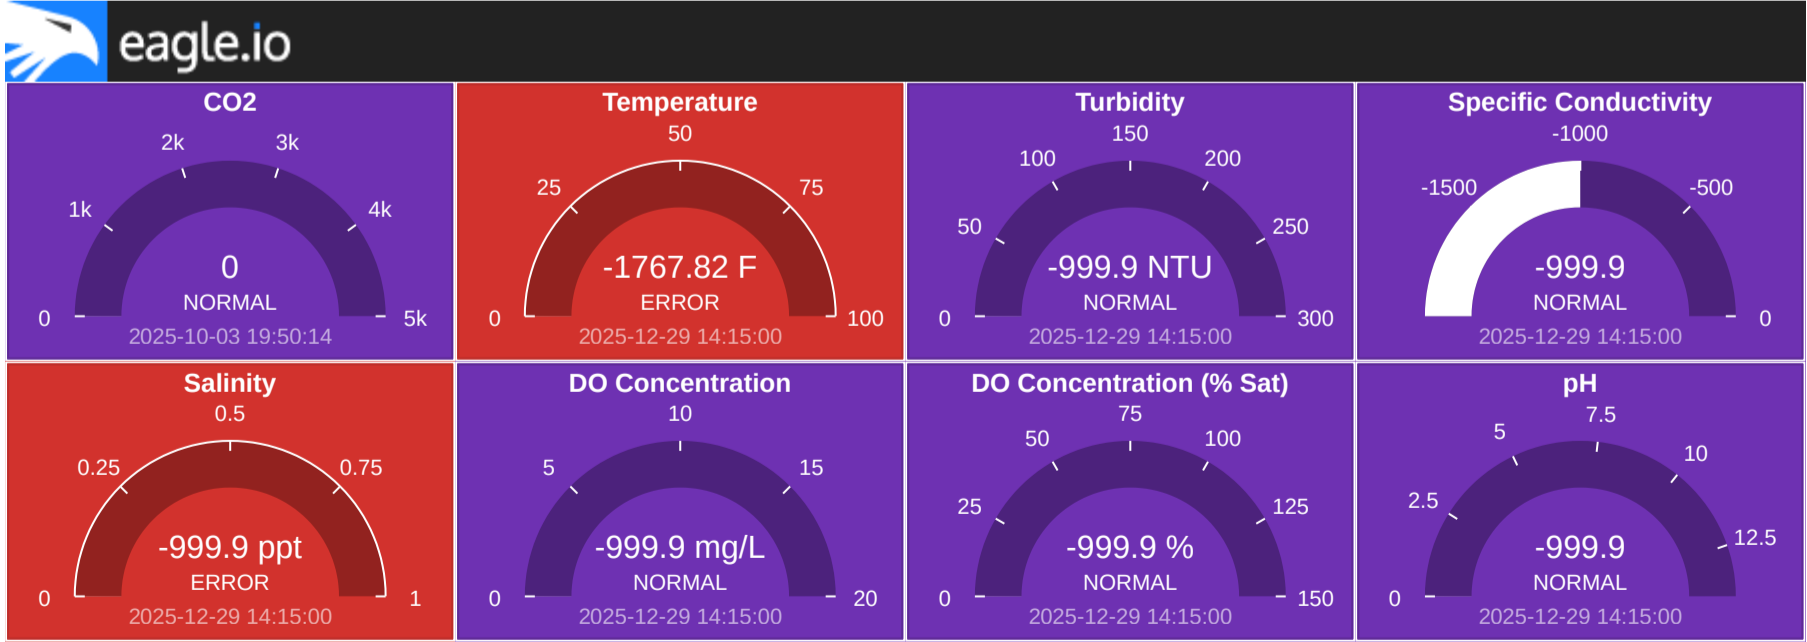 eagle.io
CO2
2k
3k
1k
4k
0
NORMAL
0
5k
2025-10-03 19:50:14
Temperature
50
25
75
-1767.82 F
ERROR
0
100
2025-12-29 14:15:00
Turbidity
150
100
200
50
250
-999.9 NTU
NORMAL
0
300
2025-12-29 14:15:00
Specific Conductivity
-1000
-1500
-500
-999.9
NORMAL
0
2025-12-29 14:15:00
Salinity
0.5
0.25
0.75
-999.9 ppt
ERROR
0
1
2025-12-29 14:15:00
DO Concentration
10
5
15
-999.9 mg/L
NORMAL
0
20
2025-12-29 14:15:00
DO Concentration (% Sat)
75
50
100
25
125
-999.9 %
NORMAL
0
150
2025-12-29 14:15:00
pH
7.5
5
10
2.5
12.5
-999.9
NORMAL
0
2025-12-29 14:15:00